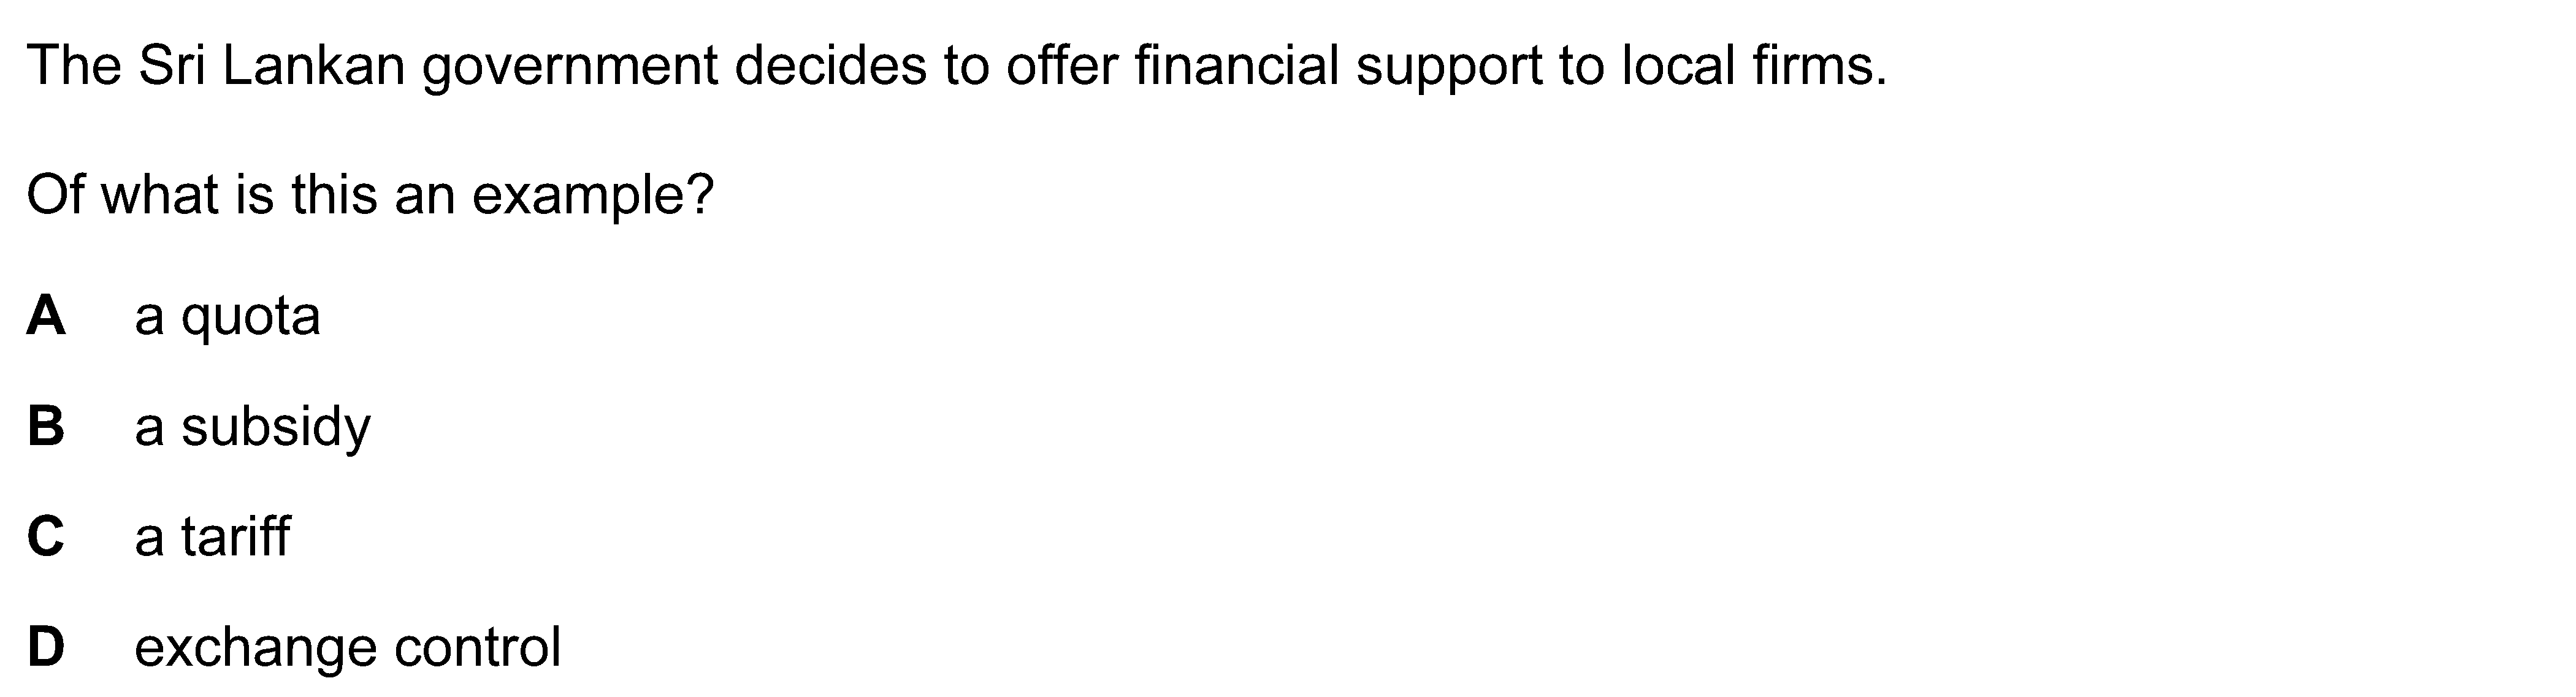 The Sri Lankan government decides to offer financial support to local firms.
Of what is this an example?
A a quota
B a subsidy
C a tariff
D exchange control